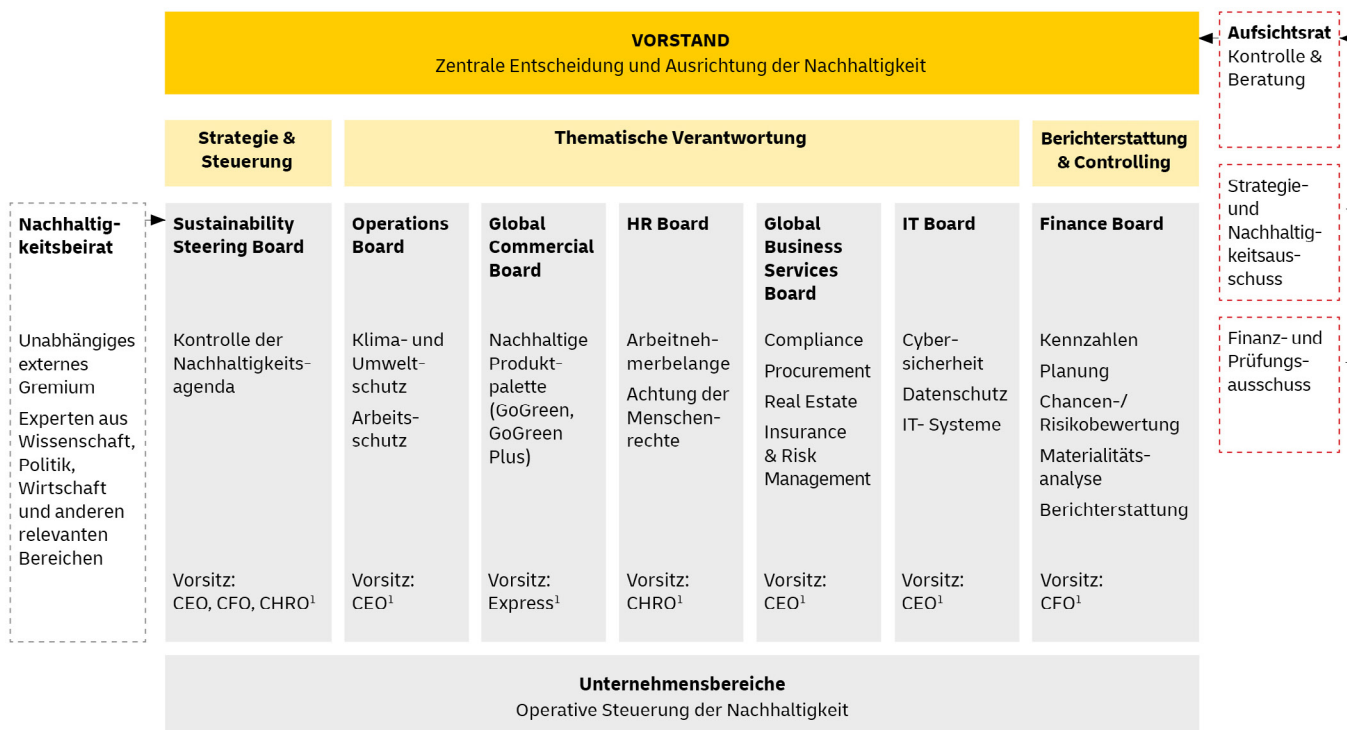 VORSTAND
Zentrale Entscheidung und Ausrichtung der Nachhaltigkeit
Aufsichtsrat
Kontrolle &
Beratung
Strategie &
Steuerung
Thematische Verantwortung
Berichterstattung
& Controlling
Strategie-
und
Nachhaltig-
keitsaus-
schuss
Finanz- und
Prüfungs-
ausschuss
Nachhaltig-
keitsbeirat
Unabhängiges
externes
Gremium
Experten aus
Wissenschaft,
Politik,
Wirtschaft
und anderen
relevanten
Bereichen
Sustainability
Steering Board
Kontrolle der
Nachhaltigkeits-
agenda
Vorsitz:
CEO, CFO, CHRO¹
Operations
Board
Klima- und
Umwelt-
schutz
Arbeits-
schutz
Vorsitz:
CEO¹
Global
Commercial
Board
Nachhaltige
Produkt-
palette
(GoGreen,
GoGreen
Plus)
Vorsitz:
Express¹
HR Board
Arbeitneh-
merbelange
Achtung der
Menschen-
rechte
Vorsitz:
CHRO¹
Global
Business
Services
Board
Compliance
Procurement
Real Estate
Insurance
& Risk
Management
Vorsitz:
CEO¹
IT Board
Cyber-
sicherheit
Datenschutz
IT- Systeme
Vorsitz:
CEO¹
Finance Board
Kennzahlen
Planung
Chancen-/
Risikobewertung
Materialitäts-
analyse
Berichterstattung
Vorsitz:
CFO¹
Unternehmensbereiche
Operative Steuerung der Nachhaltigkeit